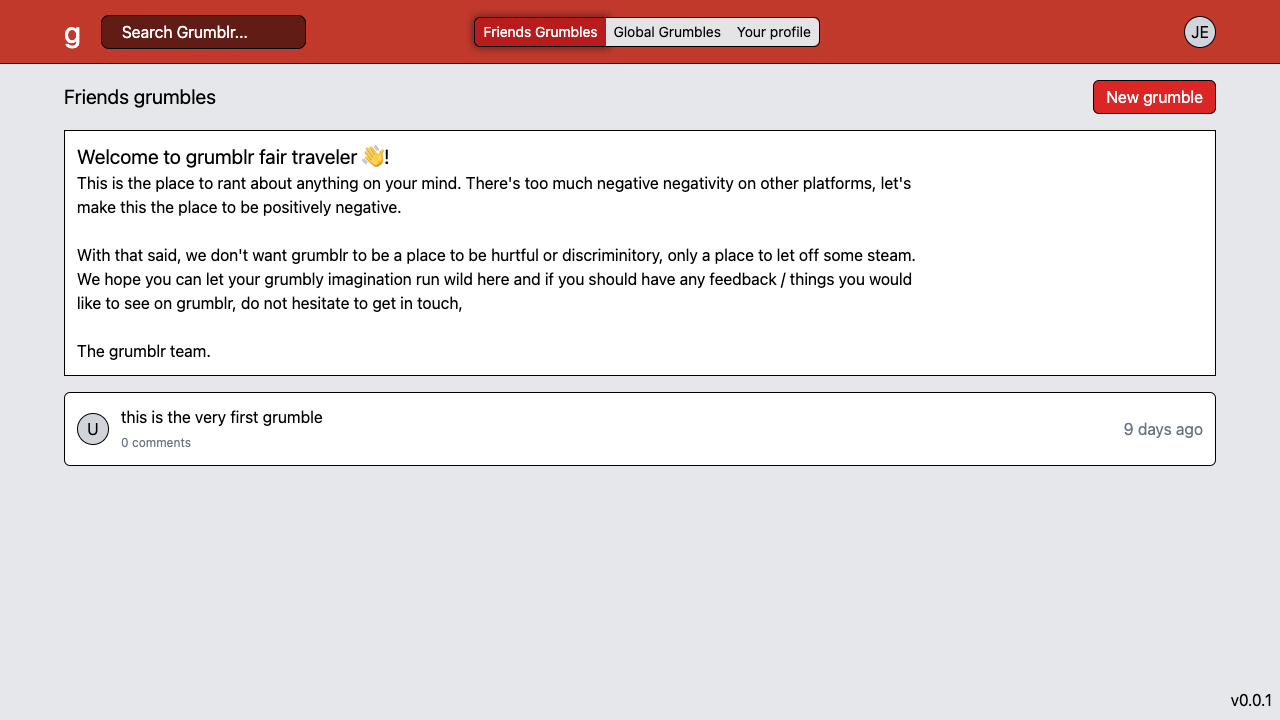 g
Search Grumblr...
Friends Grumbles
Global Grumbles
Your profile
JE
Friends grumbles
New grumble
Welcome to grumblr fair traveler 👋!
This is the place to rant about anything on your mind. There's too much negative negativity on other platforms, let's
make this the place to be positively negative.
With that said, we don't want grumblr to be a place to be hurtful or discriminitory, only a place to let off some steam.
We hope you can let your grumbly imagination run wild here and if you should have any feedback / things you would
like to see on grumblr, do not hesitate to get in touch,
The grumblr team.
U
this is the very first grumble
0 comments
9 days ago
v0.0.1